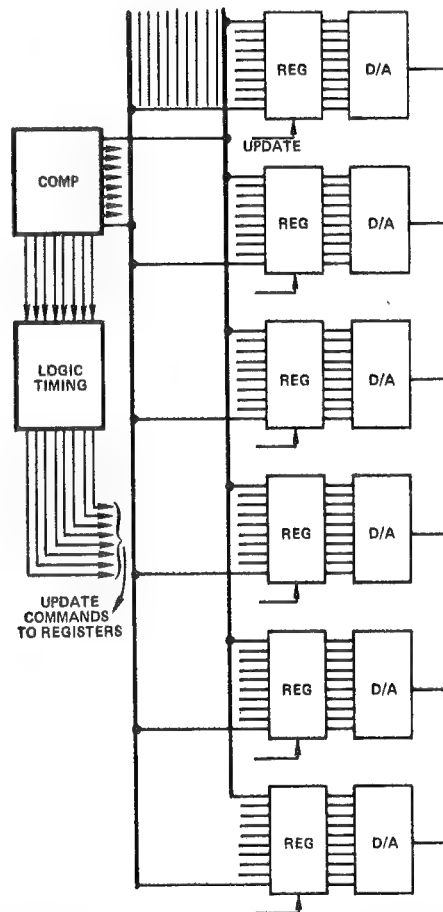 REG D/A
UPDATE
COMP
REG D/A
LOGIC
TIMING
REG D/A
REG D/A
UPDATE
COMMANDS
TO REGISTERS
REG D/A
REG D/A